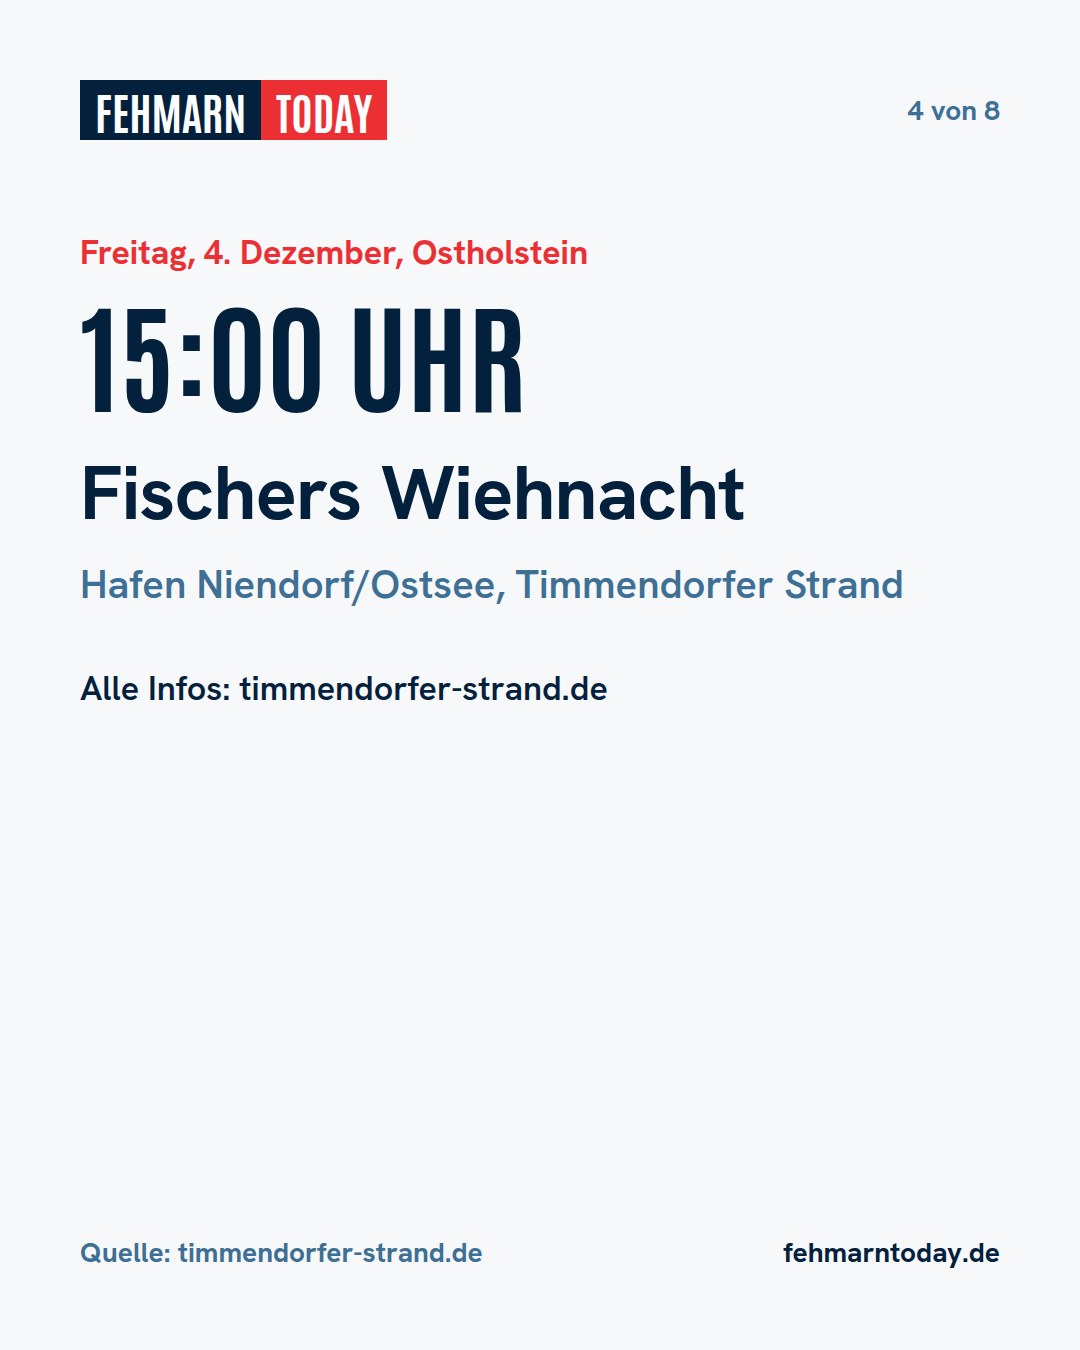 FEHMARN TODAY
4 von 8
Freitag, 4. Dezember, Ostholstein
15:00 UHR
Fischers Wiehnacht
Hafen Niendorf/Ostsee, Timmendorfer Strand
Alle Infos: timmendorfer-strand.de
Quelle: timmendorfer-strand.de
fehmarntoday.de